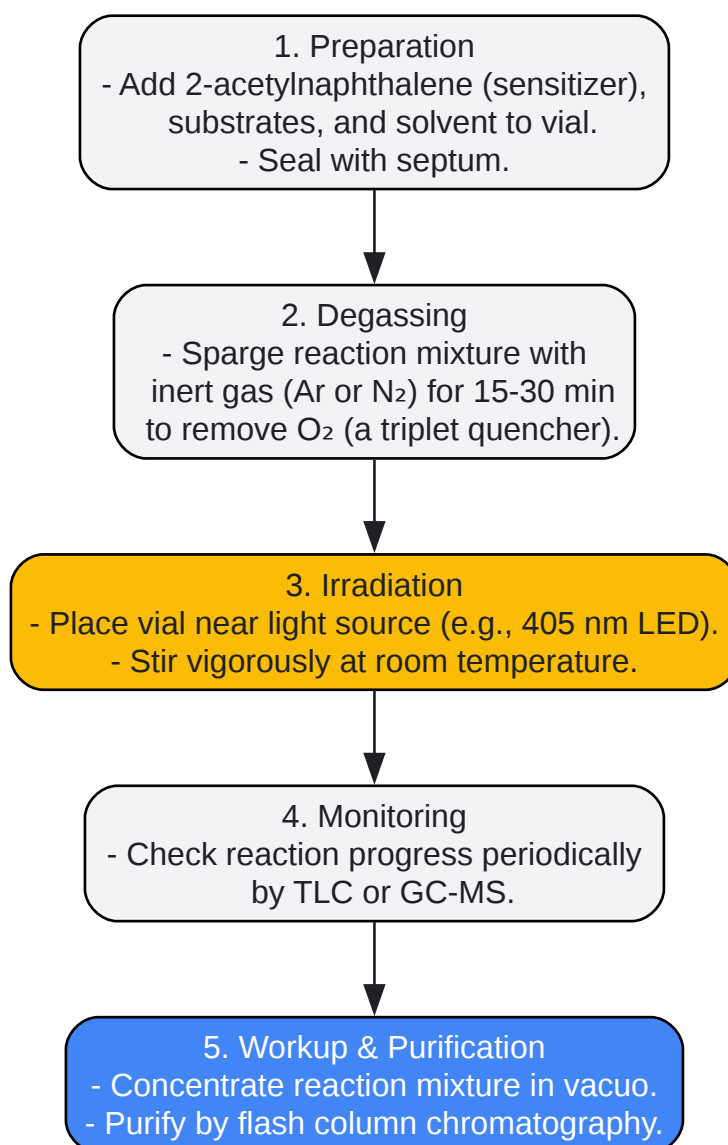 1. Preparation
- Add 2-acetylnaphthalene (sensitizer),
substrates, and solvent to vial.
- Seal with septum.
2. Degassing
- Sparge reaction mixture with
inert gas (Ar or N₂) for 15-30 min
to remove O₂ (a triplet quencher).
3. Irradiation
- Place vial near light source (e.g., 405 nm LED).
- Stir vigorously at room temperature.
4. Monitoring
- Check reaction progress periodically
by TLC or GC-MS.
5. Workup & Purification
- Concentrate reaction mixture in vacuo.
- Purify by flash column chromatography.